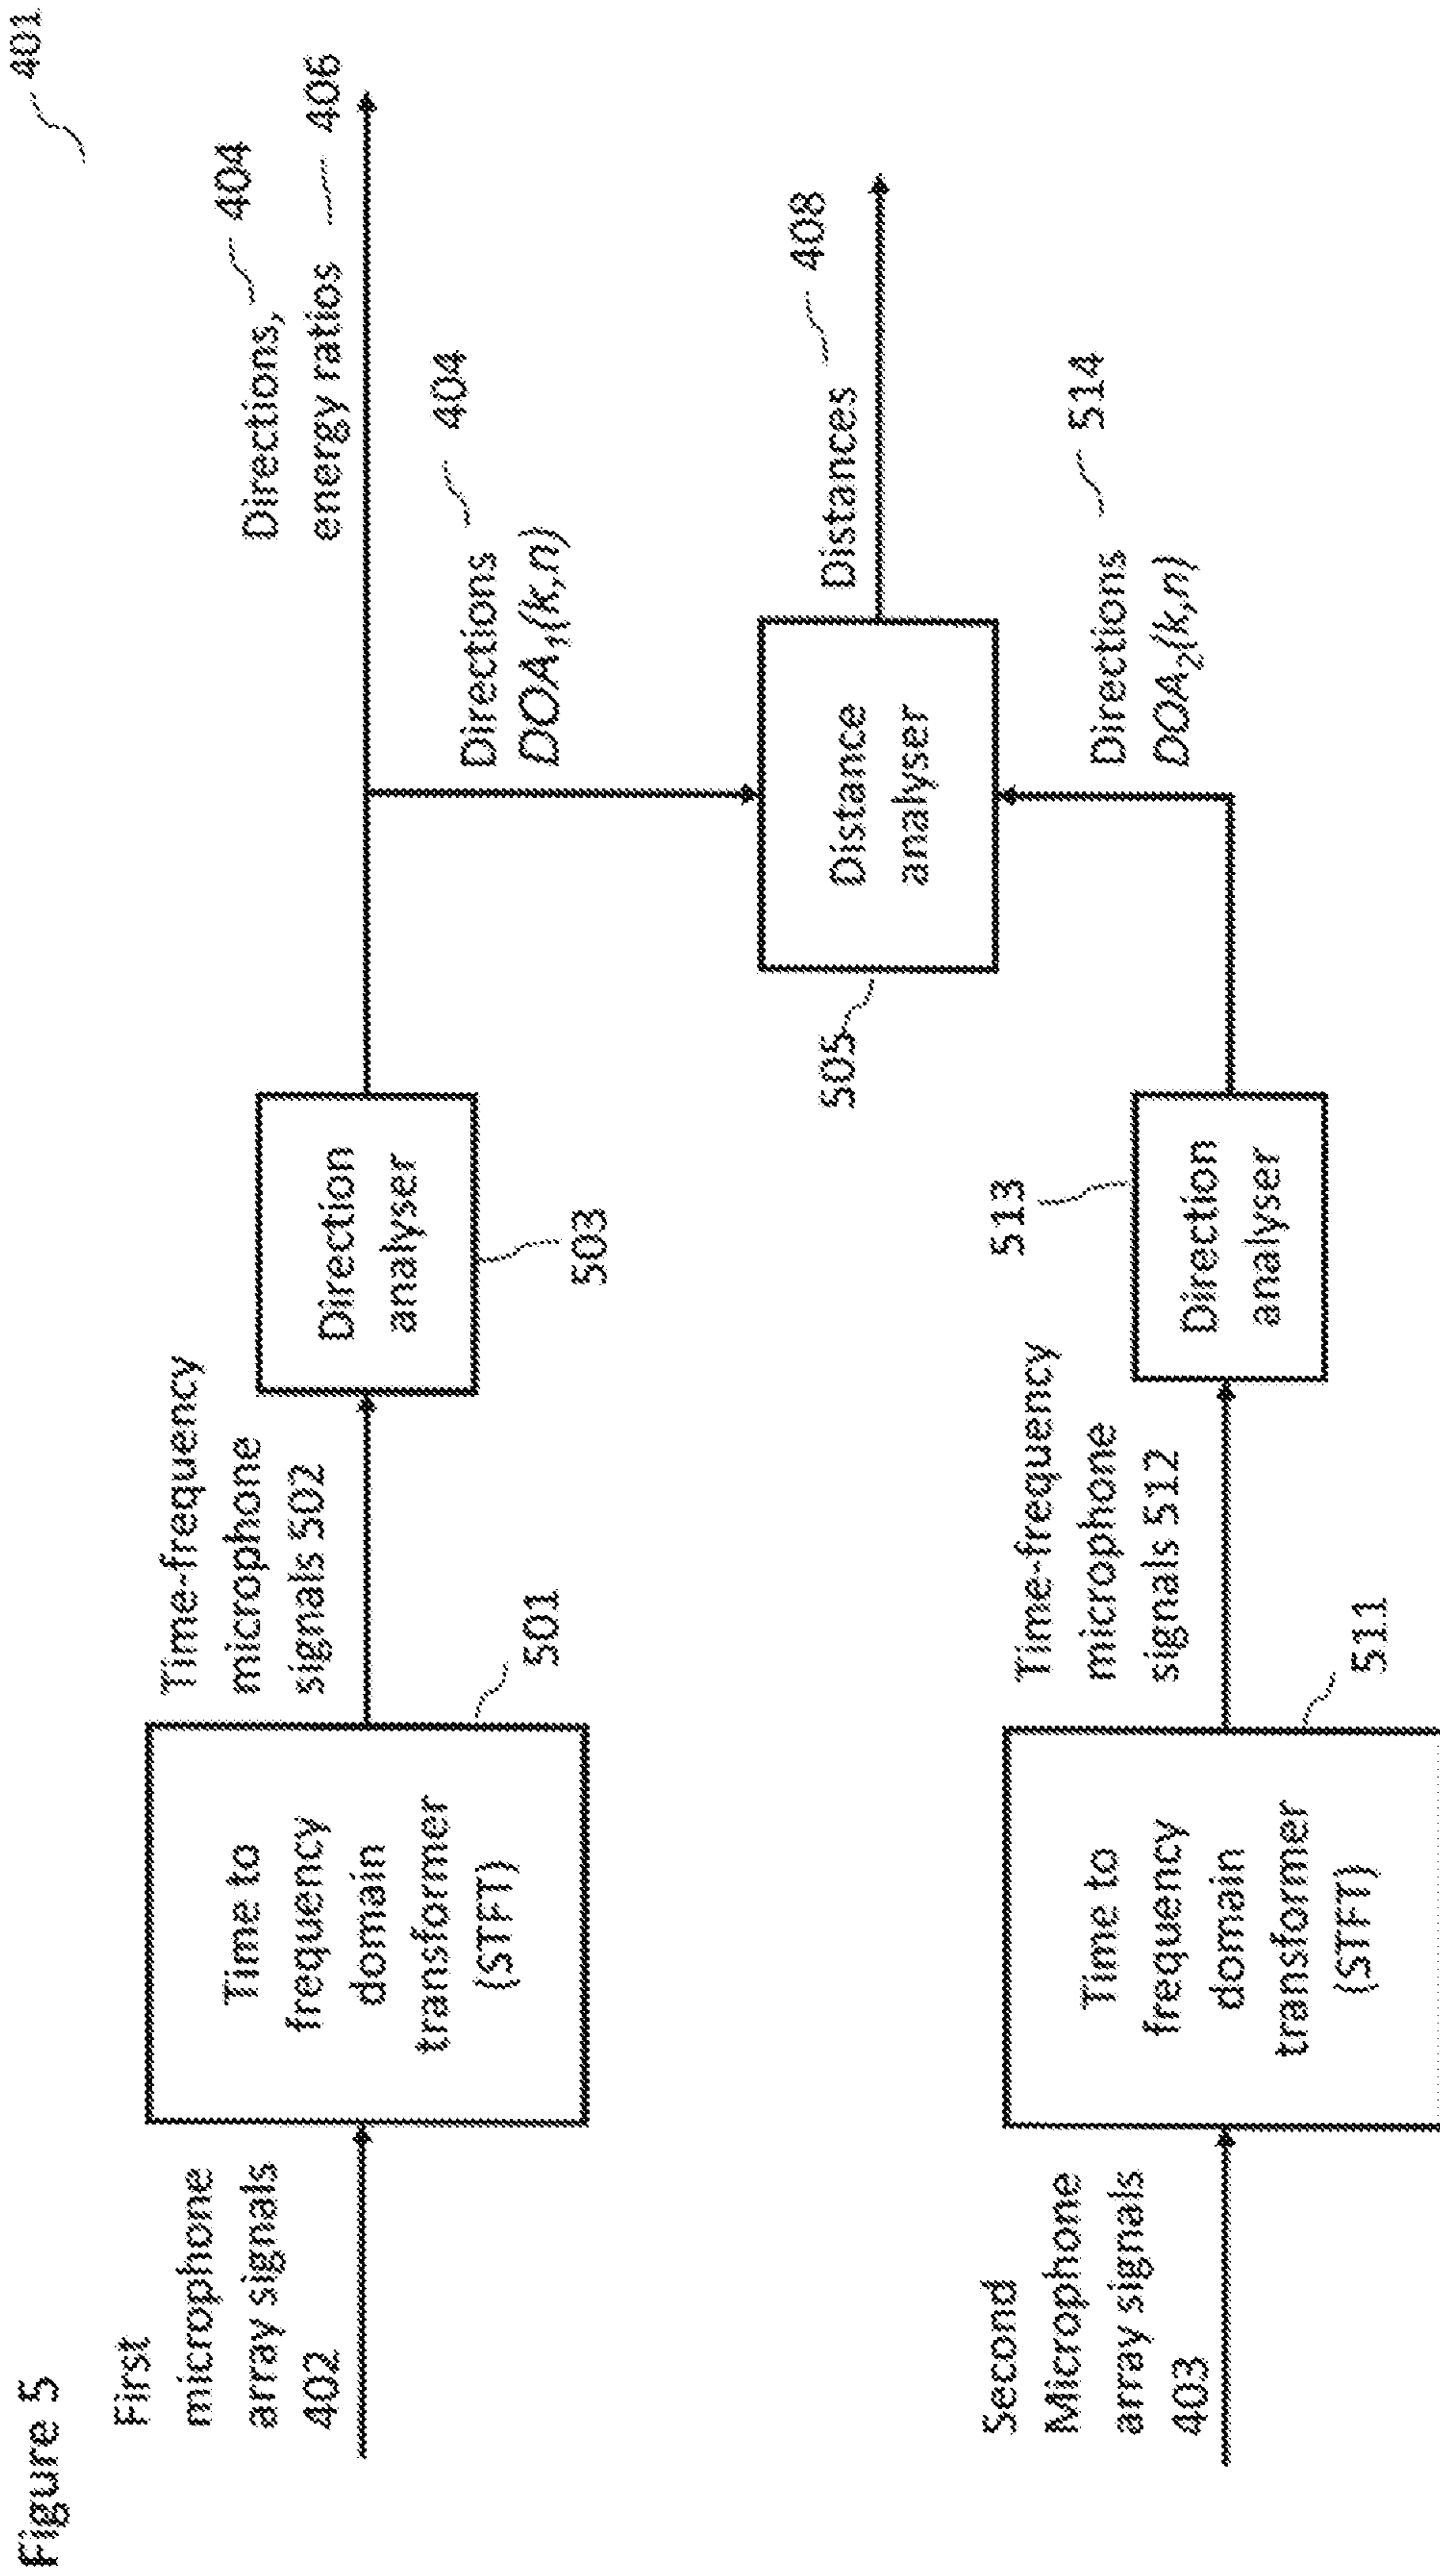 Figure 5
401
First
microphone
array signals
402
Time to
frequency
domain
transformer
(STFT)
501
Time-frequency
microphone
signals 502
Direction
analyser
503
Directions,
404
energy ratios
406
Directions
404
DOA₁(k,n)
Distance
analyser
505
Distances
408
Second
Microphone
array signals
403
Time to
frequency
domain
transformer
(STFT)
511
Time-frequency
microphone
signals 512
Direction
analyser
513
Directions
514
DOA₂(k,n)